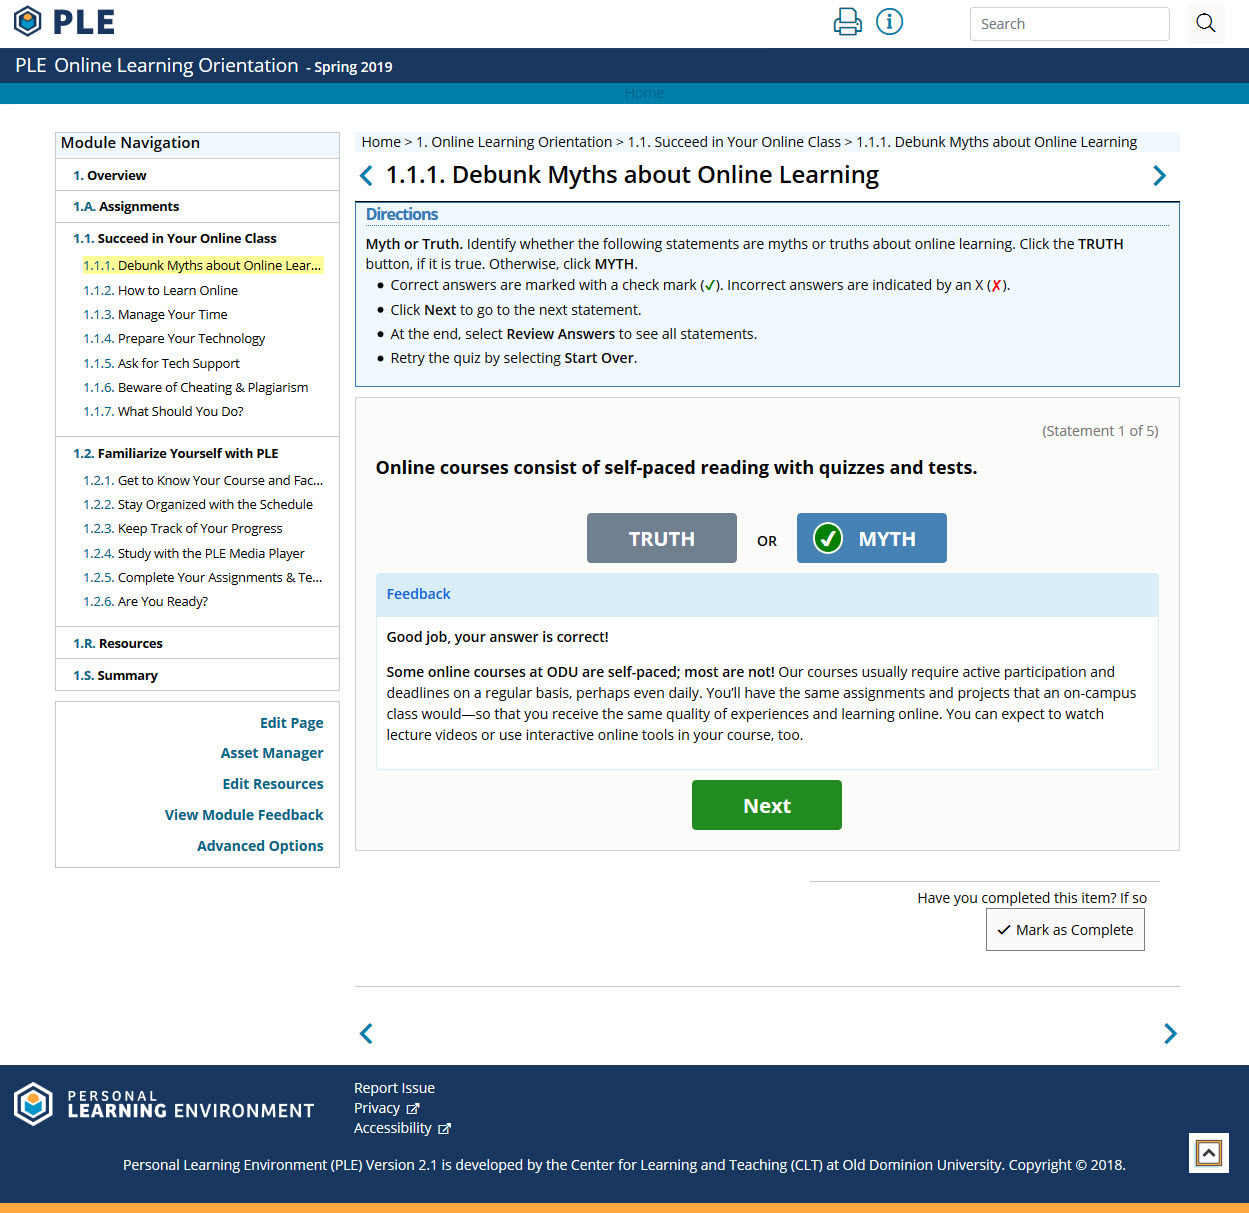 PLE
Search
PLE Online Learning Orientation - Spring 2019
Home
Module Navigation
1. Overview
1.A. Assignments
1.1. Succeed in Your Online Class
1.1.1. Debunk Myths about Online Lear...
1.1.2. How to Learn Online
1.1.3. Manage Your Time
1.1.4. Prepare Your Technology
1.1.5. Ask for Tech Support
1.1.6. Beware of Cheating & Plagiarism
1.1.7. What Should You Do?
1.2. Familiarize Yourself with PLE
1.2.1. Get to Know Your Course and Fac...
1.2.2. Stay Organized with the Schedule
1.2.3. Keep Track of Your Progress
1.2.4. Study with the PLE Media Player
1.2.5. Complete Your Assignments & Te...
1.2.6. Are You Ready?
1.R. Resources
1.S. Summary
Edit Page
Asset Manager
Edit Resources
View Module Feedback
Advanced Options
Home > 1. Online Learning Orientation > 1.1. Succeed in Your Online Class > 1.1.1. Debunk Myths about Online Learning
1.1.1. Debunk Myths about Online Learning
Directions
Myth or Truth. Identify whether the following statements are myths or truths about online learning. Click the TRUTH
button, if it is true. Otherwise, click MYTH.
• Correct answers are marked with a check mark (✓). Incorrect answers are indicated by an X (✗).
• Click Next to go to the next statement.
• At the end, select Review Answers to see all statements.
• Retry the quiz by selecting Start Over.
(Statement 1 of 5)
Online courses consist of self-paced reading with quizzes and tests.
TRUTH OR MYTH
Feedback
Good job, your answer is correct!
Some online courses at ODU are self-paced; most are not! Our courses usually require active participation and
deadlines on a regular basis, perhaps even daily. You'll have the same assignments and projects that an on-campus
class would—so that you receive the same quality of experiences and learning online. You can expect to watch
lecture videos or use interactive online tools in your course, too.
Next
Have you completed this item? If so
✓ Mark as Complete
PERSONAL
LEARNING ENVIRONMENT
Report Issue
Privacy
Accessibility
Personal Learning Environment (PLE) Version 2.1 is developed by the Center for Learning and Teaching (CLT) at Old Dominion University. Copyright © 2018.